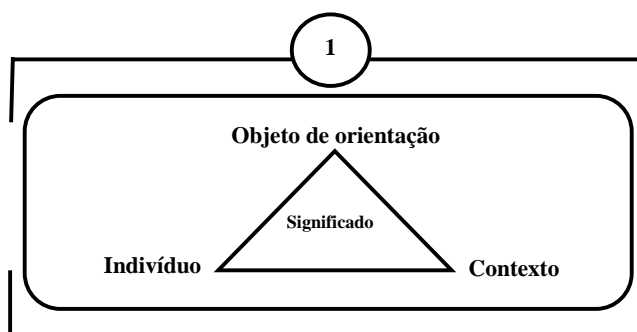 1
Objeto de orientação
Significado
Indivíduo
Contexto